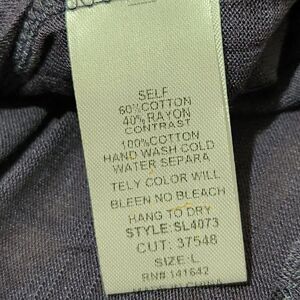 SELF
60%COTTON
40% RAYON
CONTRAST
100%COTTON
HAND WASH COLD
WATER SEPARA
TELY COLOR WILL
BLEEN NO BLEACH
HANG TO DRY
STYLE:SL4073
CUT: 37548
SIZE:L
RN# 141642